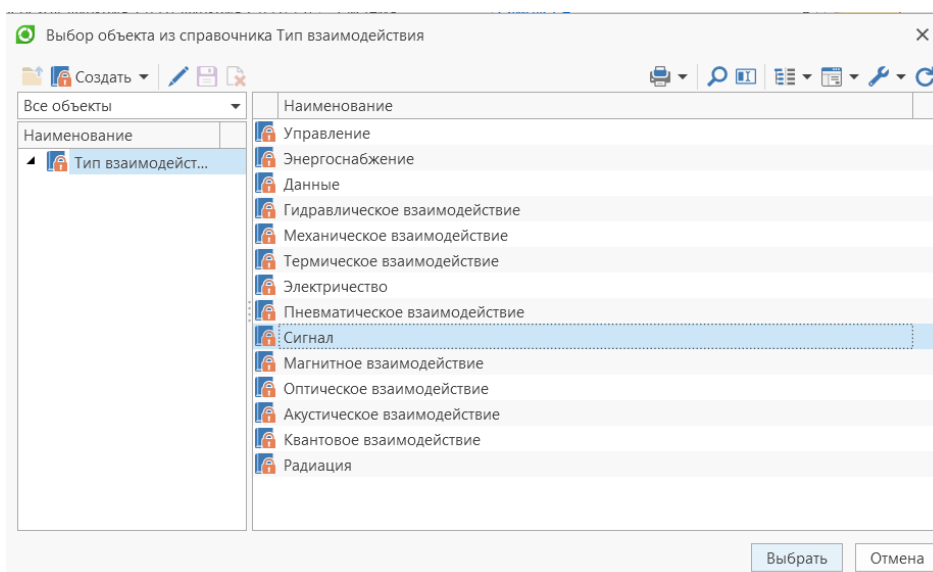 Выбор объекта из справочника Тип взаимодействия
Создать
Все объекты
Наименование
Наименование
Тип взаимодейст...
Управление
Энергоснабжение
Данные
Гидравлическое взаимодействие
Механическое взаимодействие
Термическое взаимодействие
Электричество
Пневматическое взаимодействие
Сигнал
Магнитное взаимодействие
Оптическое взаимодействие
Акустическое взаимодействие
Квантовое взаимодействие
Радиация
Выбрать
Отмена